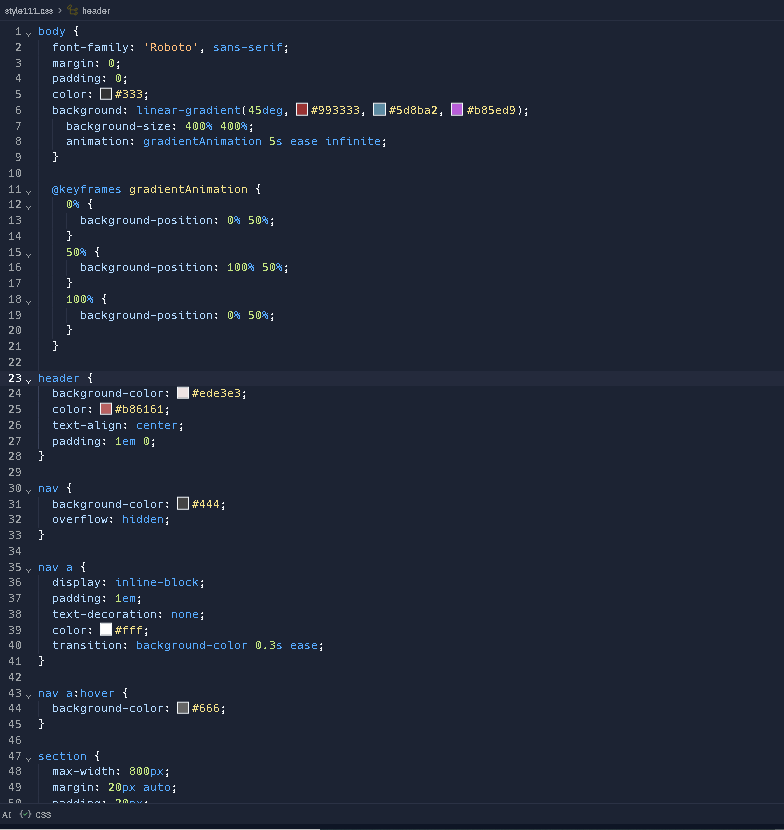 style111.css > header
1 body {
2 font-family: 'Roboto', sans-serif;
3 margin: 0;
4 padding: 0;
5 color: #333;
6 background: linear-gradient(45deg, #993333, #5d8ba2, #b85ed9);
7 background-size: 400% 400%;
8 animation: gradientAnimation 5s ease infinite;
9 }
10
11 @keyframes gradientAnimation {
12 0% {
13 background-position: 0% 50%;
14 }
15 50% {
16 background-position: 100% 50%;
17 }
18 100% {
19 background-position: 0% 50%;
20 }
21 }
22
23 header {
24 background-color: #ede3e3;
25 color: #b86161;
26 text-align: center;
27 padding: 1em 0;
28 }
29
30 nav {
31 background-color: #444;
32 overflow: hidden;
33 }
34
35 nav a {
36 display: inline-block;
37 padding: 1em;
38 text-decoration: none;
39 color: #fff;
40 transition: background-color 0.3s ease;
41 }
42
43 nav a:hover {
44 background-color: #666;
45 }
46
47 section {
48 max-width: 800px;
49 margin: 20px auto;
50 padding: 20px;
AI {} CSS